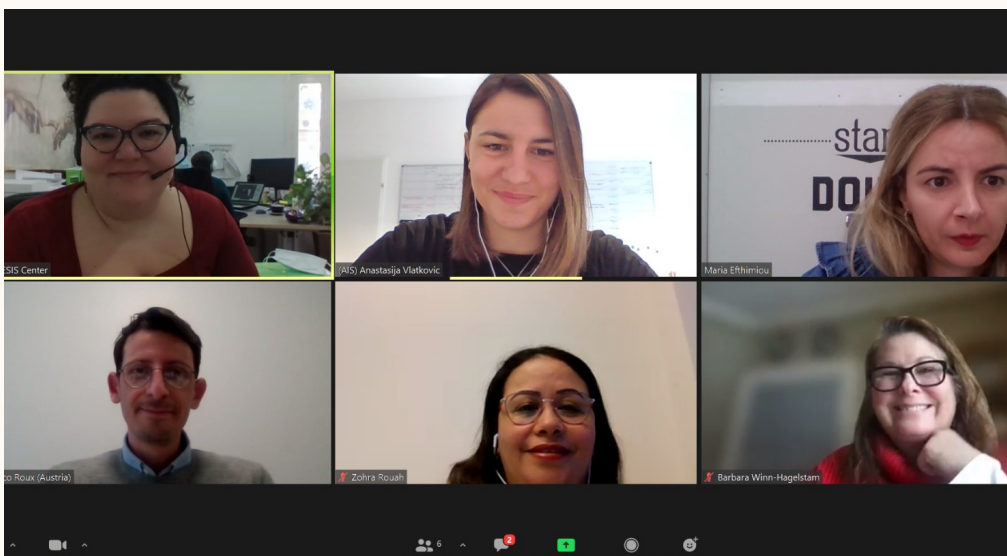 star
DOU
ESIS Center
(AIS) Anastasija Vlatkovic
Maria Efthimiou
co Roux (Austria)
Zohra Rouah
Barbara Winn-Hagelstam
6
2